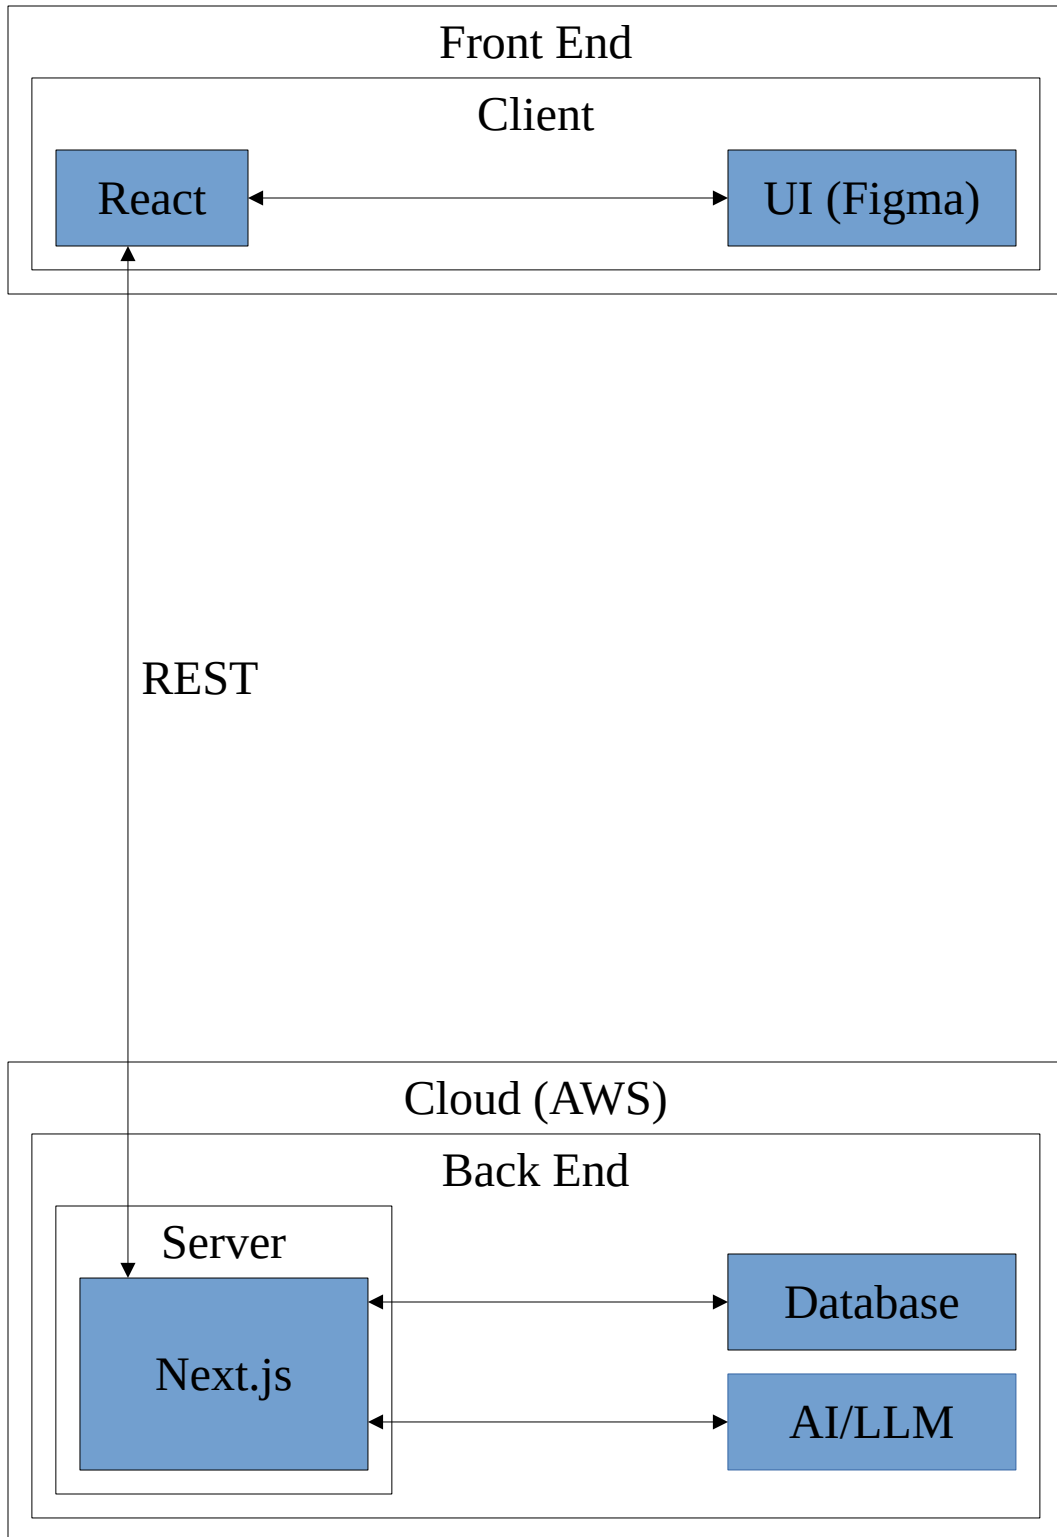 Front End
Client
React
UI (Figma)
REST
Cloud (AWS)
Back End
Server
Next.js
Database
AI/LLM